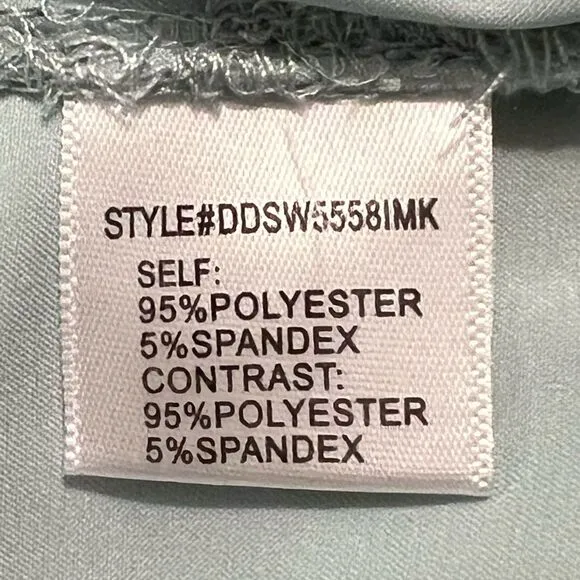 STYLE#DDSW5558IMK
SELF:
95%POLYESTER
5%SPANDEX
CONTRAST:
95%POLYESTER
5%SPANDEX